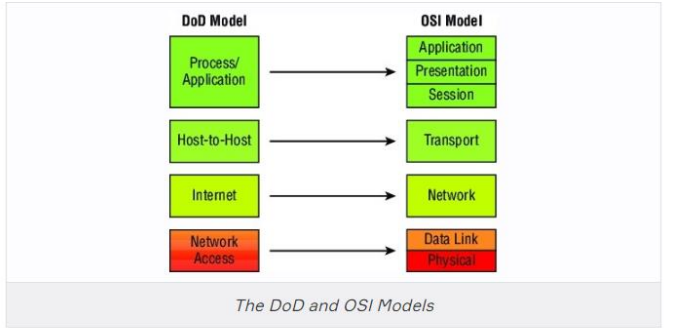 DoD Model
OSI Model
Process/
Application
Application
Presentation
Session
Host-to-Host
Transport
Internet
Network
Network
Access
Data Link
Physical
The DoD and OSI Models